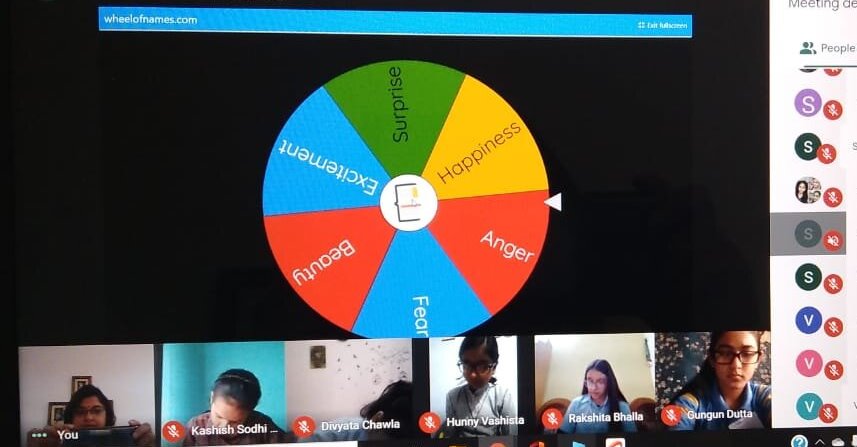 Meeting de
wheelofnames.com
Exit fullscreen
People
Surprise
Happiness
Excitement
Anger
Beauty
Fear
S
S
S
S
V
V
V
You
Kashish Sodhi ...
Divyata Chawla
Hunny Vashista
Rakshita Bhalla
Gungun Dutta